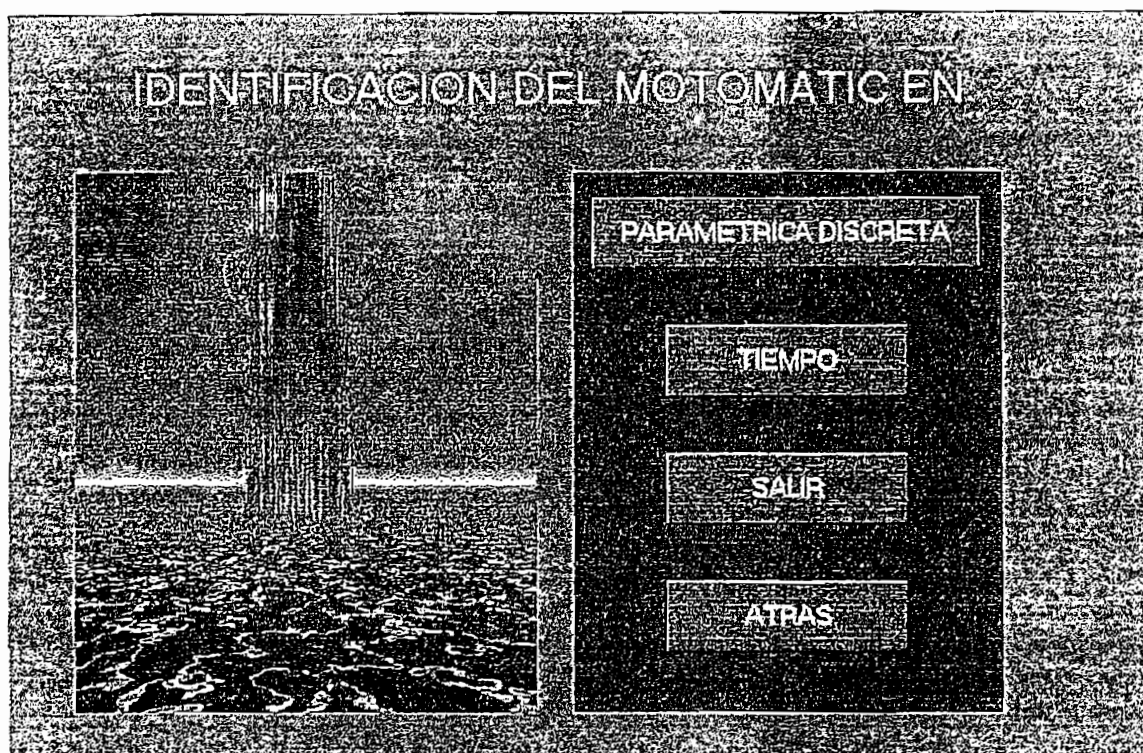 IDENTIFICACION DEL MOTOMATIC EN
PARAMETRICA DISCRETA
TIEMPO
SALIR
ATRAS